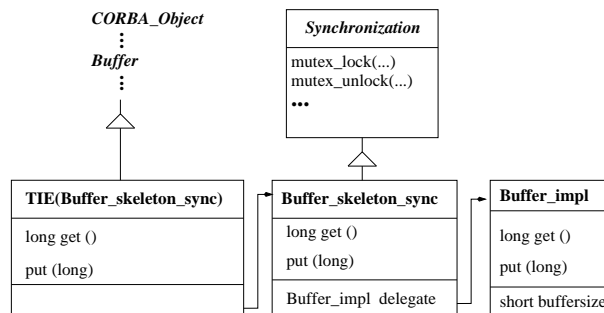 CORBA_Object
Buffer
Synchronization
mutex_lock(...)
mutex_unlock(...)
TIE(Buffer_skeleton_sync)
long get ()
put (long)
Buffer_skeleton_sync
long get ()
put (long)
Buffer_impl delegate
Buffer_impl
long get ()
put (long)
short buffersize